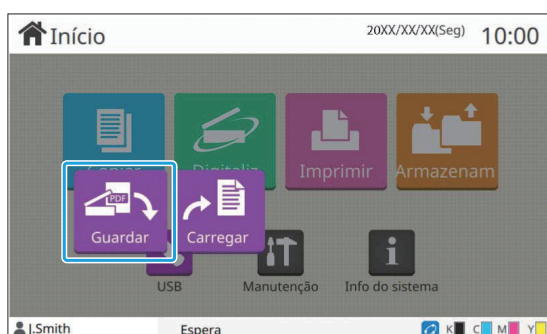 Início 20XX/XX/XX(Seg) 10:00
Copiar Digitaliz Imprimir Armazenam
PDF
Guardar Carregar
USB Manutenção Info do sistema
J.Smith Espera K C M Y